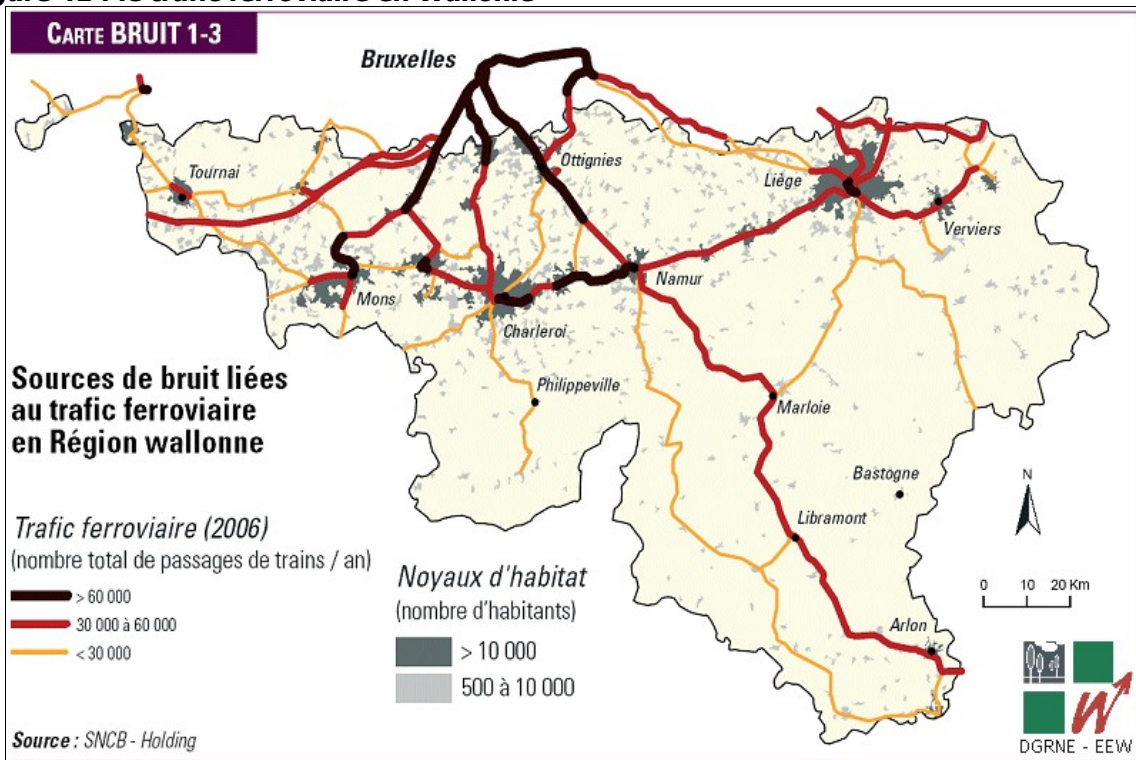 CARTE BRUIT 1-3
Bruxelles
Tournai
Ottignies
Liège
Verviers
Mons
Namur
Charleroi
Philippeville
Marloie
Bastogne
Libramont
Arlon
Sources de bruit liées
au trafic ferroviaire
en Région wallonne
Trafic ferroviaire (2006)
(nombre total de passages de trains / an)
> 60 000
30 000 à 60 000
< 30 000
Noyaux d'habitat
(nombre d'habitants)
> 10 000
500 à 10 000
N
0 10 20 Km
Source : SNCB - Holding
W
DGRNE - EEW